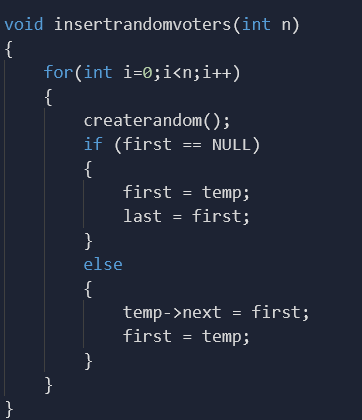 void insertrandomvoters(int n)
{
    for(int i=0;i<n;i++)
    {
        createrandom();
        if (first == NULL)
        {
            first = temp;
            last = first;
        }
        else
        {
            temp->next = first;
            first = temp;
        }
    }
}